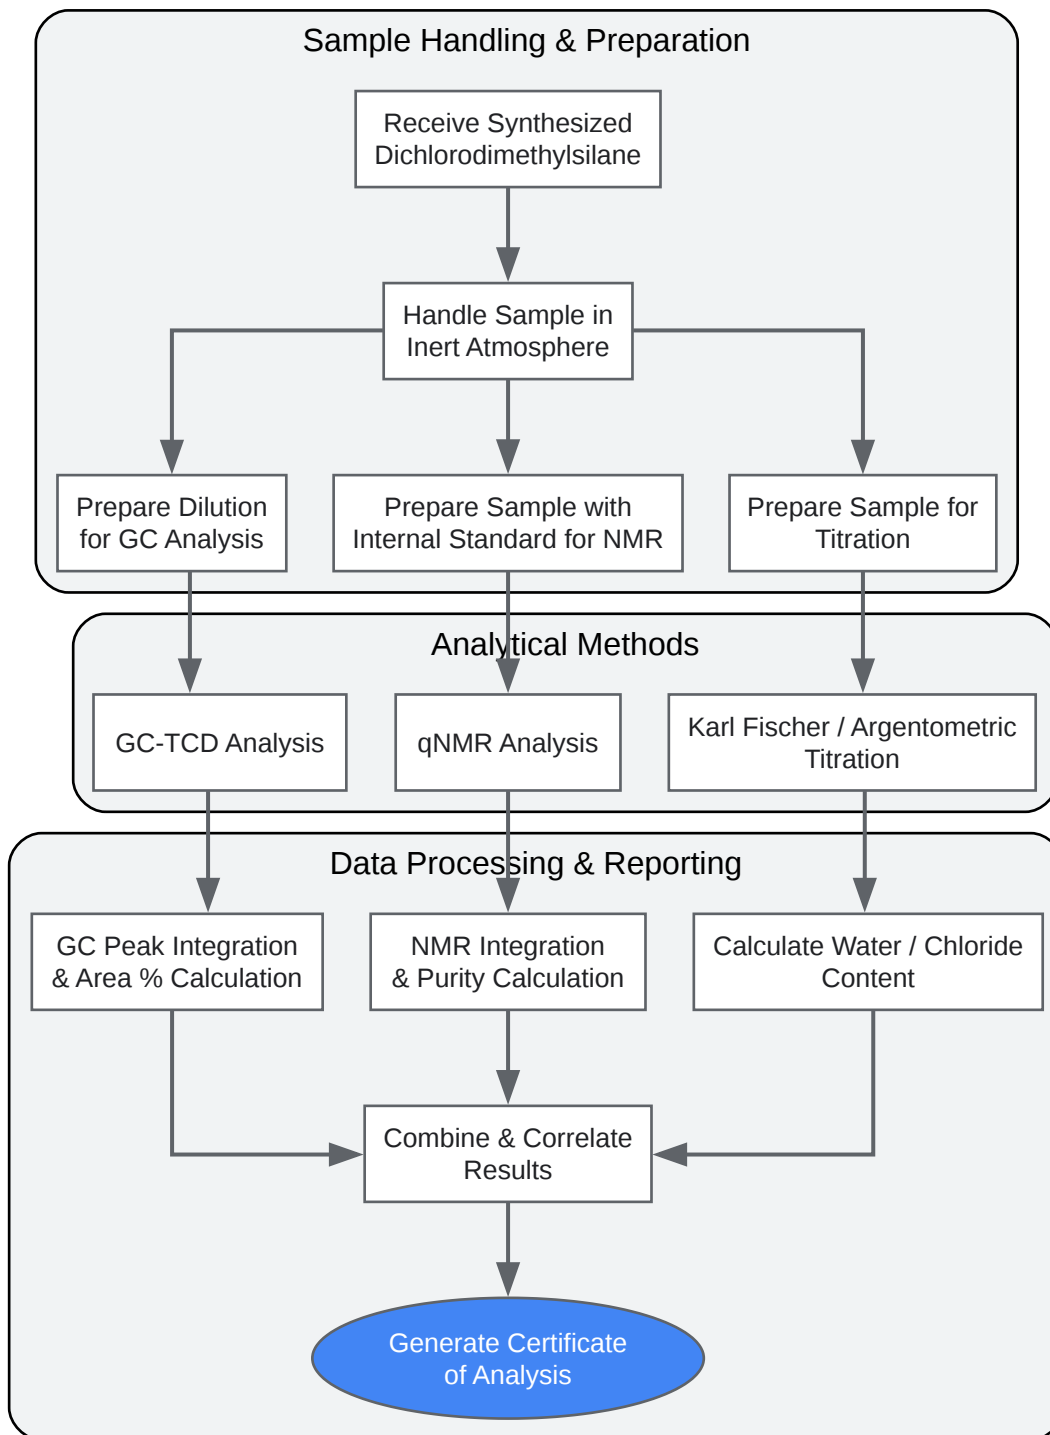 Sample Handling & Preparation
Receive Synthesized
Dichlorodimethylsilane
Handle Sample in
Inert Atmosphere
Prepare Dilution
for GC Analysis
Prepare Sample with
Internal Standard for NMR
Prepare Sample for
Titration
Analytical Methods
GC-TCD Analysis
qNMR Analysis
Karl Fischer / Argentometric
Titration
Data Processing & Reporting
GC Peak Integration
& Area % Calculation
NMR Integration
& Purity Calculation
Calculate Water / Chloride
Content
Combine & Correlate
Results
Generate Certificate
of Analysis